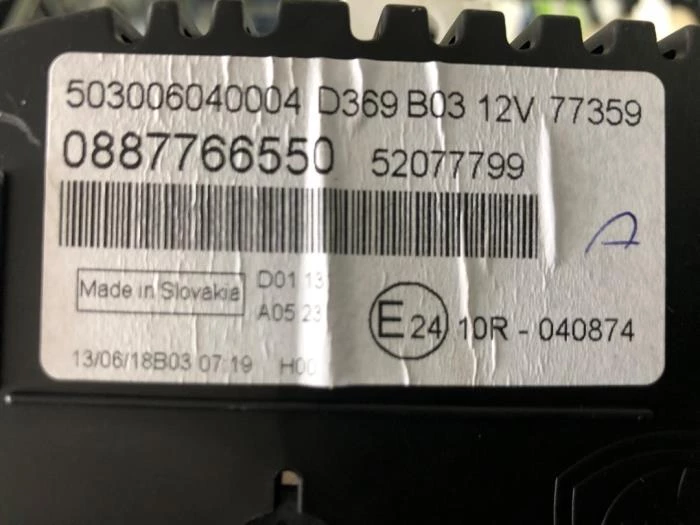 503006040004 D369 B03 12V 77359
0887766550 52077799
Made in Slovakia
D01 13
A05 23
E24 10R - 040874
13/06/18B03 07:19 H00
A